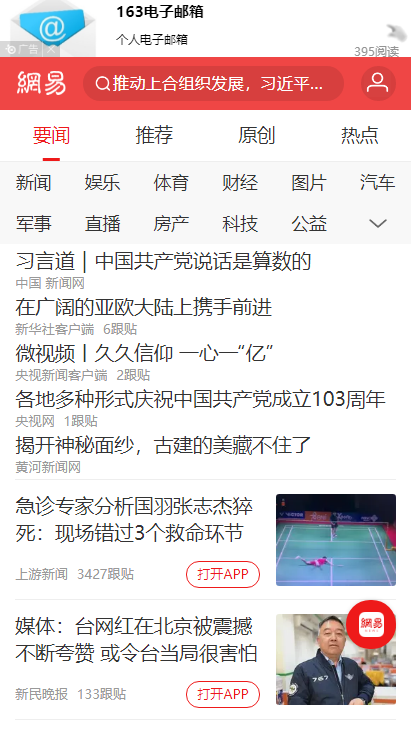 163电子邮箱
广告
个人电子邮箱
395阅读
網易
推动上合组织发展，习近平...
要闻 推荐 原创 热点
新闻 娱乐 体育 财经 图片 汽车
军事 直播 房产 科技 公益
习言道｜中国共产党说话是算数的
中国 新闻网
在广阔的亚欧大陆上携手前进
新华社客户端 6跟贴
微视频丨久久信仰 一心一“亿”
央视新闻客户端 2跟贴
各地多种形式庆祝中国共产党成立103周年
央视网 1跟贴
揭开神秘面纱，古建的美藏不住了
黄河新闻网
急诊专家分析国羽张志杰猝
死：现场错过3个救命环节
上游新闻 3427跟贴
打开APP
網易
媒体：台网红在北京被震撼
不断夸赞 或令台当局很害怕
767
新民晚报 133跟贴
打开APP